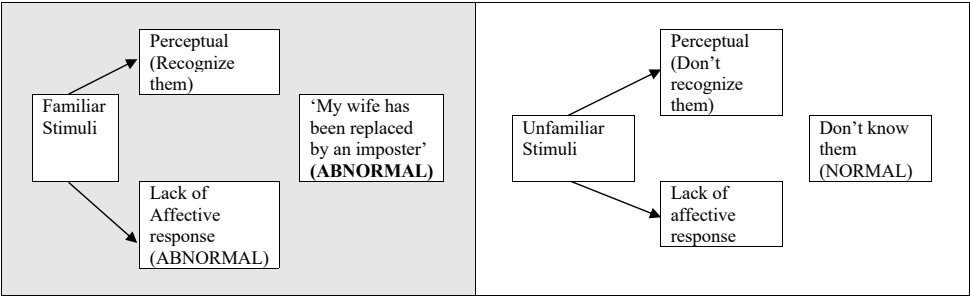 Perceptual
(Recognize
them)
Familiar
Stimuli
‘My wife has
been replaced
by an imposter’
(ABNORMAL)
Lack of
Affective
response
(ABNORMAL)
Perceptual
(Don’t
recognize
them)
Unfamiliar
Stimuli
Don’t know
them
(NORMAL)
Lack of
affective
response